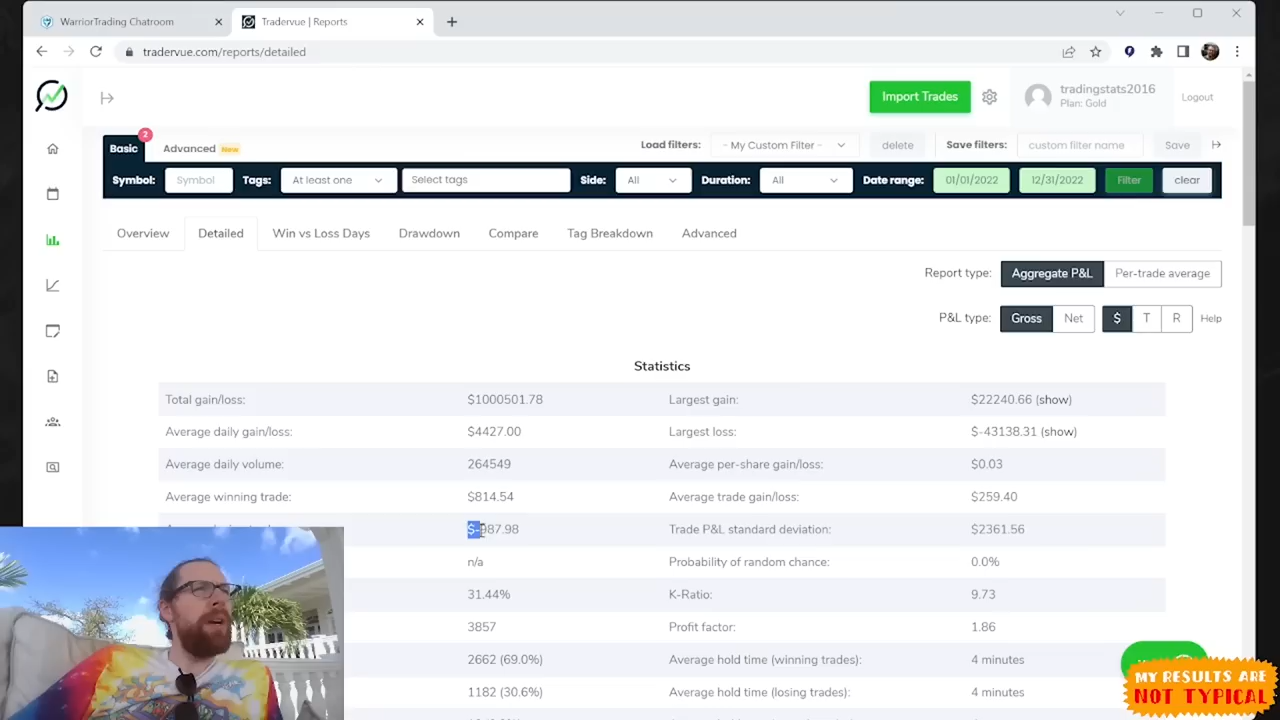 WarriorTrading Chatroom
Tradervue | Reports
tradervue.com/reports/detailed
Import Trades
tradingstats2016
Plan: Gold
Logout
2
Basic
Advanced New
Load filters:
- My Custom Filter -
delete
Save filters:
custom filter name
Save
Symbol:
Symbol
Tags:
At least one
Select tags
Side:
All
Duration:
All
Date range:
01/01/2022
12/31/2022
Filter
clear
Overview
Detailed
Win vs Loss Days
Drawdown
Compare
Tag Breakdown
Advanced
Report type:
Aggregate P&L
Per-trade average
P&L type:
Gross
Net
$
T
R
Help
Statistics
Total gain/loss: $1000501.78 Largest gain: $22240.66 (show)
Average daily gain/loss: $4427.00 Largest loss: $-43138.31 (show)
Average daily volume: 264549 Average per-share gain/loss: $0.03
Average winning trade: $814.54 Average trade gain/loss: $259.40
$-987.98 Trade P&L standard deviation: $2361.56
n/a Probability of random chance: 0.0%
31.44% K-Ratio: 9.73
3857 Profit factor: 1.86
2662 (69.0%) Average hold time (winning trades): 4 minutes
1182 (30.6%) Average hold time (losing trades): 4 minutes
MY RESULTS ARE
NOT TYPICAL